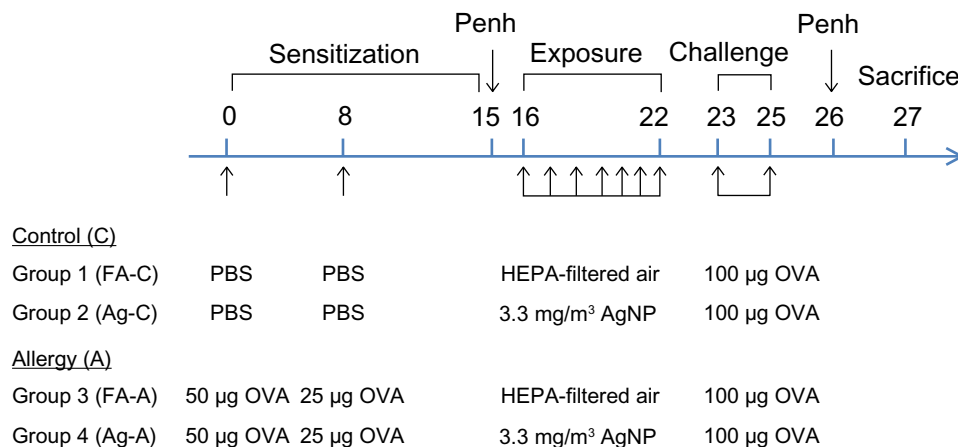 Penh Penh
Sensitization Exposure Challenge
Sacrifice
0 8 15 16 22 23 25 26 27
Control (C)
Group 1 (FA-C) PBS PBS HEPA-filtered air 100 µg OVA
Group 2 (Ag-C) PBS PBS 3.3 mg/m³ AgNP 100 µg OVA
Allergy (A)
Group 3 (FA-A) 50 µg OVA 25 µg OVA HEPA-filtered air 100 µg OVA
Group 4 (Ag-A) 50 µg OVA 25 µg OVA 3.3 mg/m³ AgNP 100 µg OVA